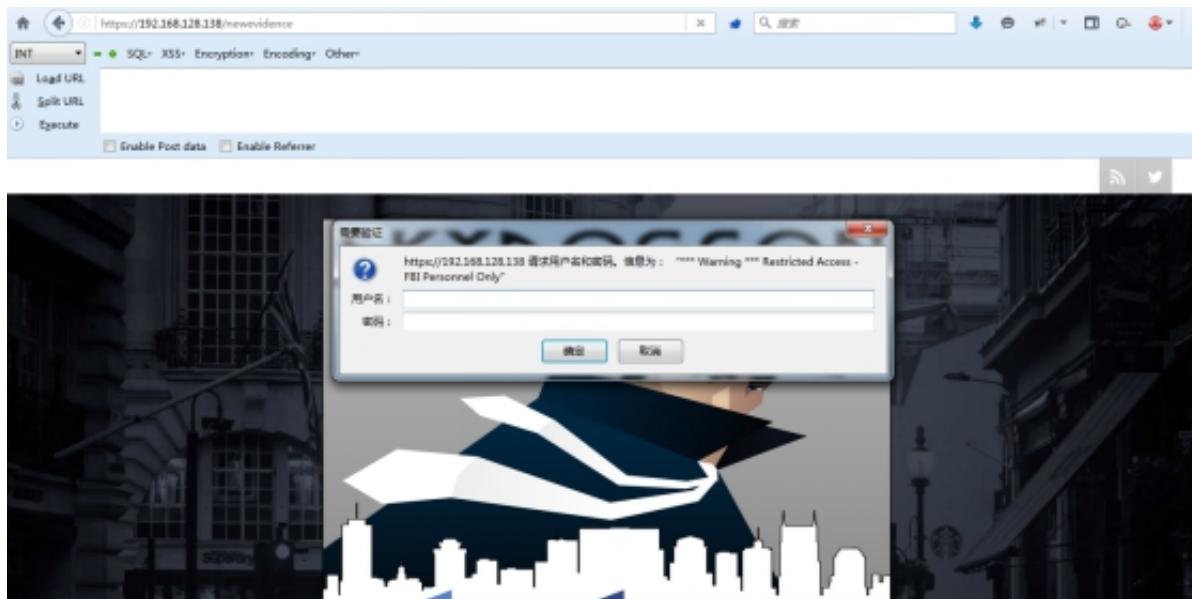 https://192.168.128.138/newevidence
搜索
INT
SQL- XSS- Encryption- Encoding- Other-
Load URL
Split URL
Execute
Enable Post data Enable Referrer
需要验证
https://192.168.128.138 请求用户名和密码。信息为： "*** Warning *** Restricted Access - FBI Personnel Only"
用户名：
密码：
确定 取消